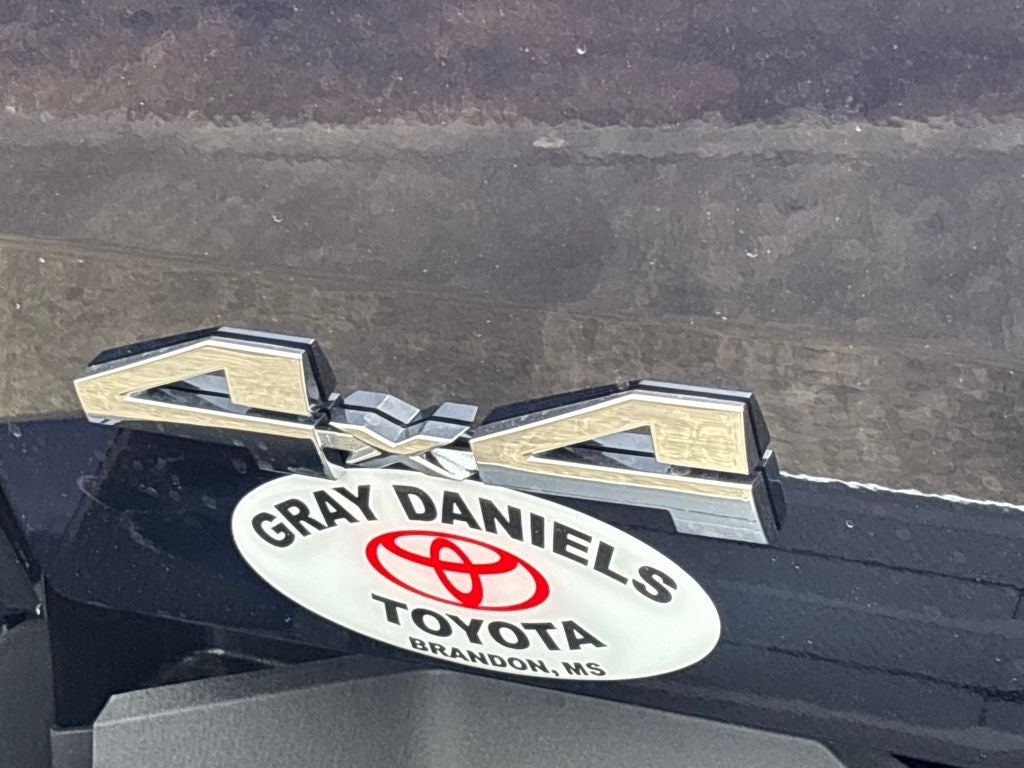 4x4
GRAY DANIELS
TOYOTA
BRANDON, MS